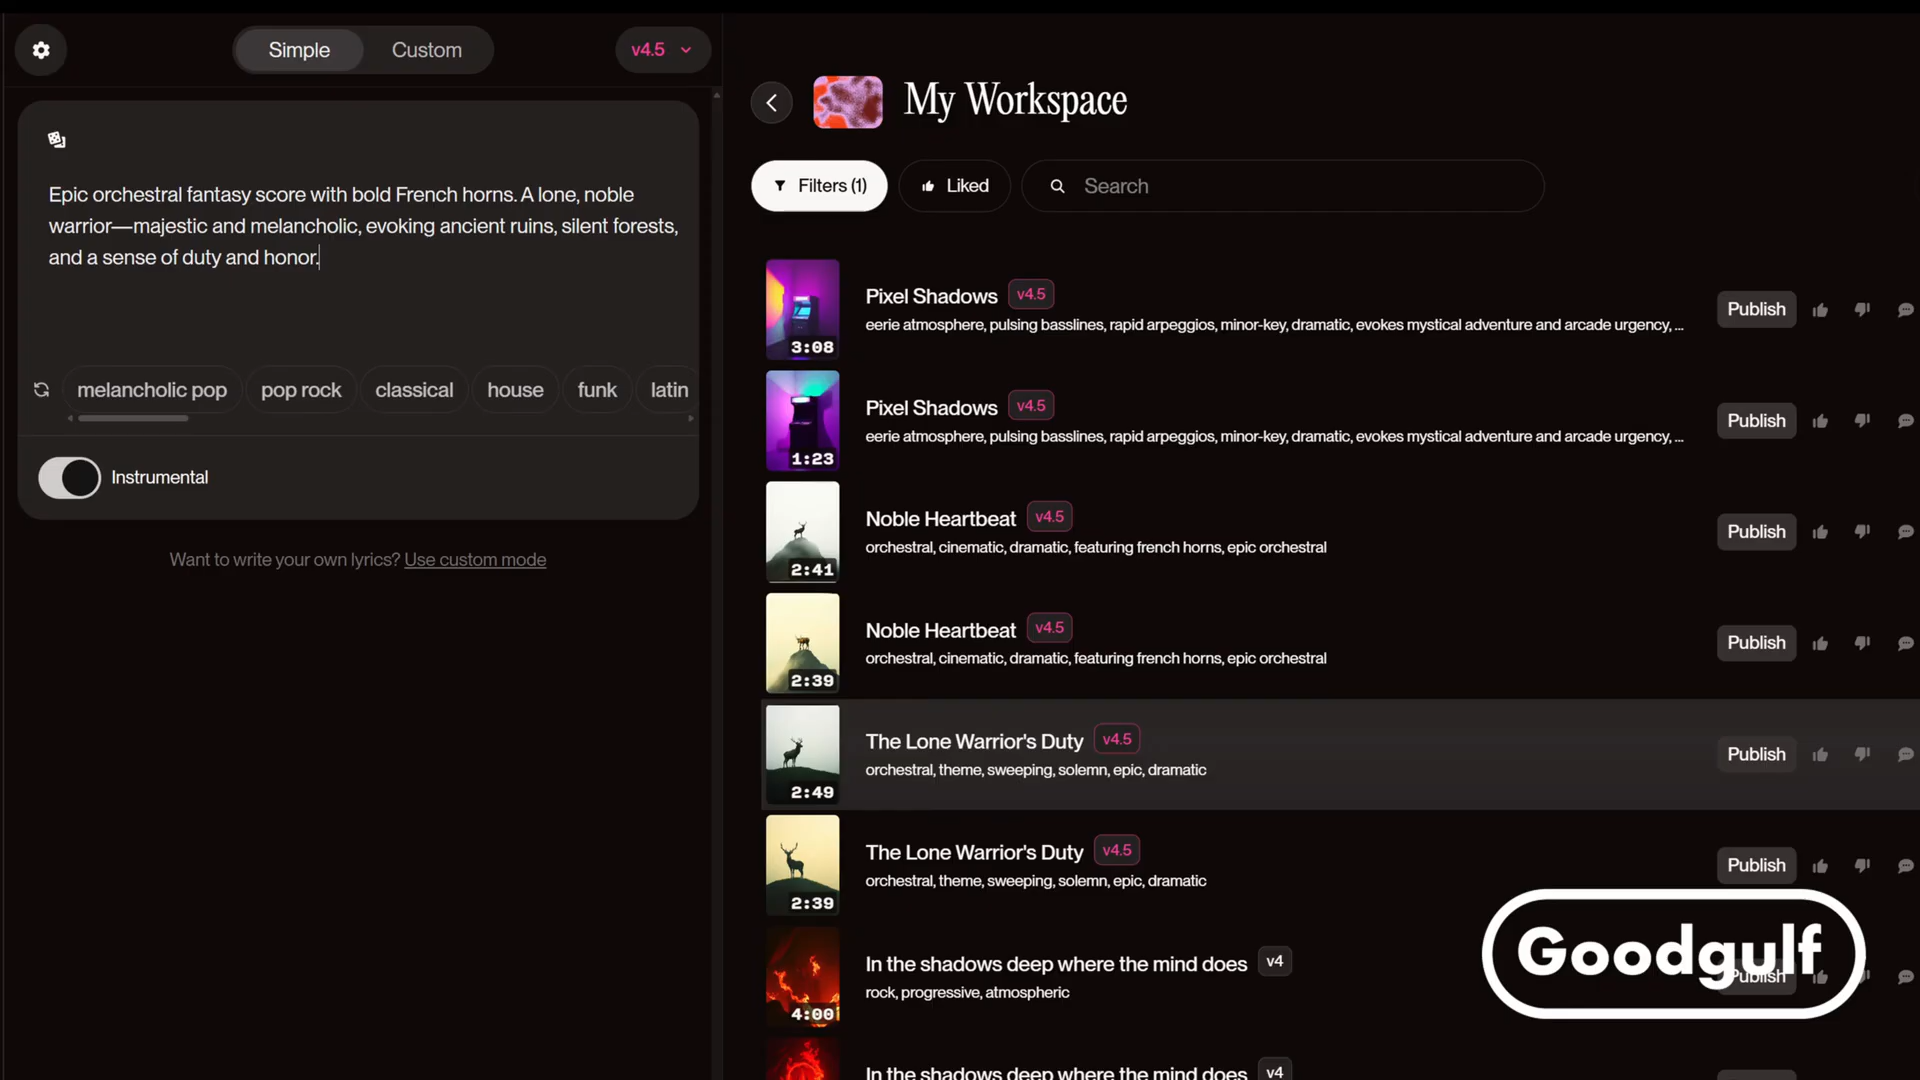 Simple
Custom
v4.5
Epic orchestral fantasy score with bold French horns. A lone, noble
warrior—majestic and melancholic, evoking ancient ruins, silent forests,
and a sense of duty and honor.
melancholic pop
pop rock
classical
house
funk
latin
Instrumental
Want to write your own lyrics? Use custom mode
My Workspace
Filters (1)
Liked
Search
3:08
Pixel Shadows v4.5
eerie atmosphere, pulsing basslines, rapid arpeggios, minor-key, dramatic, evokes mystical adventure and arcade urgency, ...
Publish
1:23
Pixel Shadows v4.5
eerie atmosphere, pulsing basslines, rapid arpeggios, minor-key, dramatic, evokes mystical adventure and arcade urgency, ...
Publish
2:41
Noble Heartbeat v4.5
orchestral, cinematic, dramatic, featuring french horns, epic orchestral
Publish
2:39
Noble Heartbeat v4.5
orchestral, cinematic, dramatic, featuring french horns, epic orchestral
Publish
2:49
The Lone Warrior's Duty v4.5
orchestral, theme, sweeping, solemn, epic, dramatic
Publish
2:39
The Lone Warrior's Duty v4.5
orchestral, theme, sweeping, solemn, epic, dramatic
Publish
4:00
In the shadows deep where the mind does v4
rock, progressive, atmospheric
Publish
Goodgulf
In the shadows deep where the mind does v4